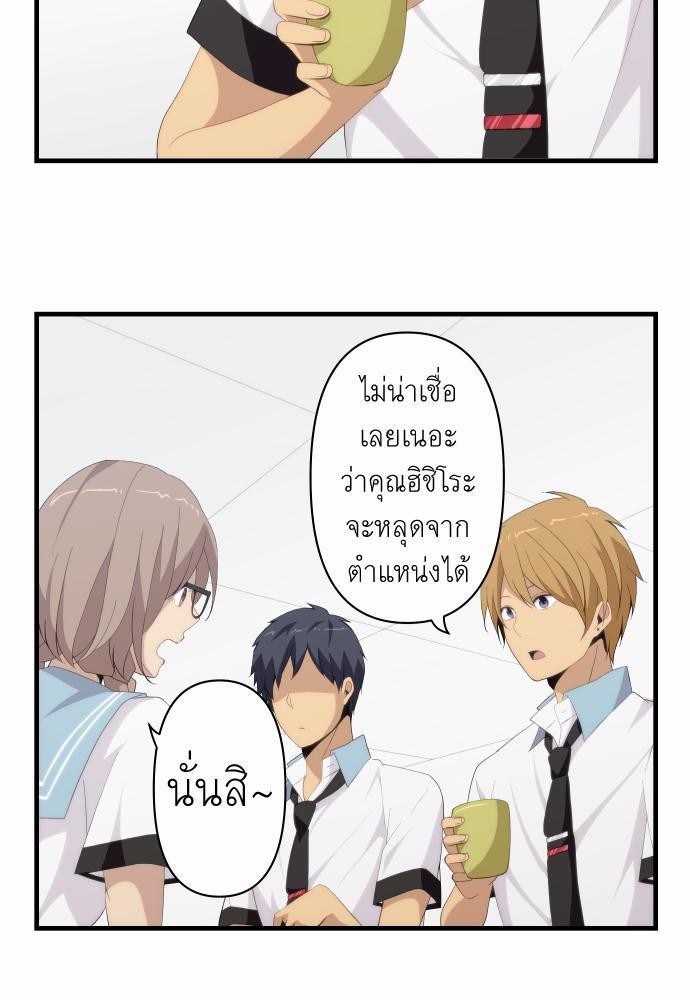 ไม่น่าเชื่อ
เลยเนอะ
ว่าคุณฮิชิโระ
จะหลุดจาก
ตำแหน่งได้
นั่นสิ~